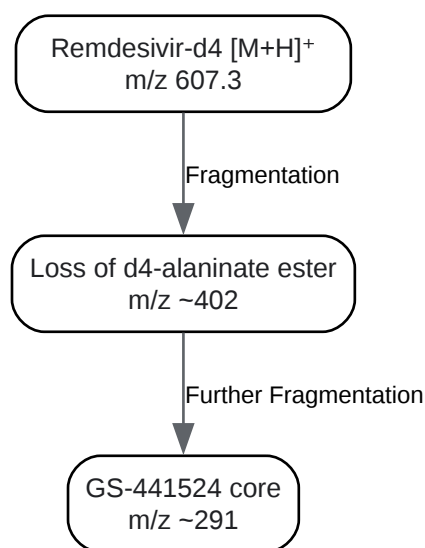 Remdesivir-d4 [M+H]⁺
m/z 607.3
Fragmentation
Loss of d4-alaninate ester
m/z ~402
Further Fragmentation
GS-441524 core
m/z ~291